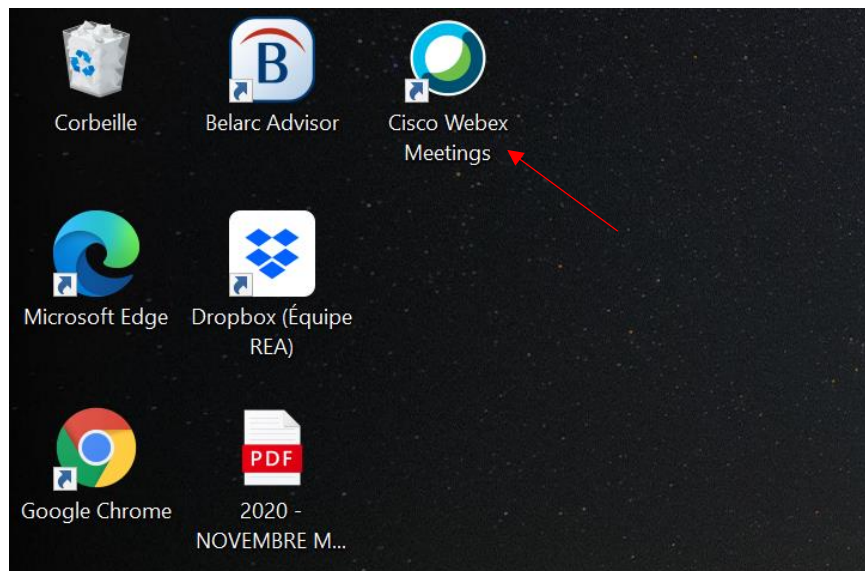 Corbeille
Belarc Advisor
Cisco Webex
Meetings
Microsoft Edge
Dropbox (Équipe
REA)
Google Chrome
PDF
2020 -
NOVEMBRE M...
B